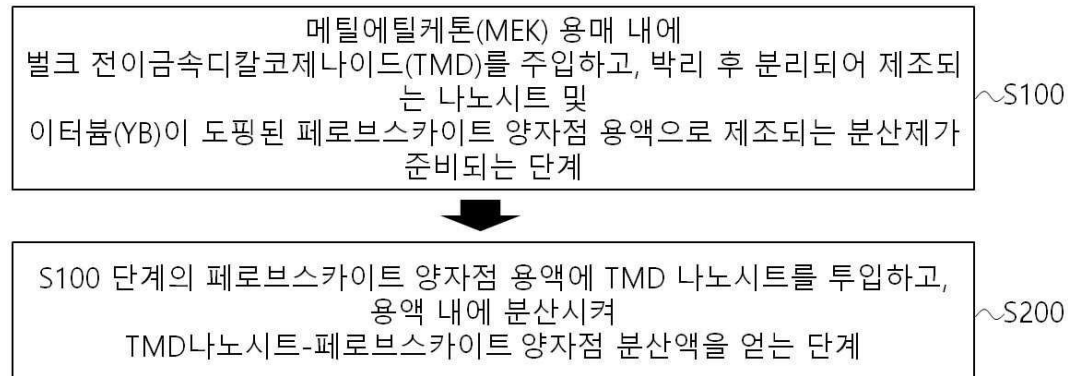 메틸에틸케톤(MEK) 용매 내에
벌크 전이금속디칼코제나이드(TMD)를 주입하고, 박리 후 분리되어 제조되
는 나노시트 및
이터븀(YB)이 도핑된 페로브스카이트 양자점 용액으로 제조되는 분산제가
준비되는 단계
S100
S100 단계의 페로브스카이트 양자점 용액에 TMD 나노시트를 투입하고,
용액 내에 분산시켜
TMD나노시트-페로브스카이트 양자점 분산액을 얻는 단계
S200